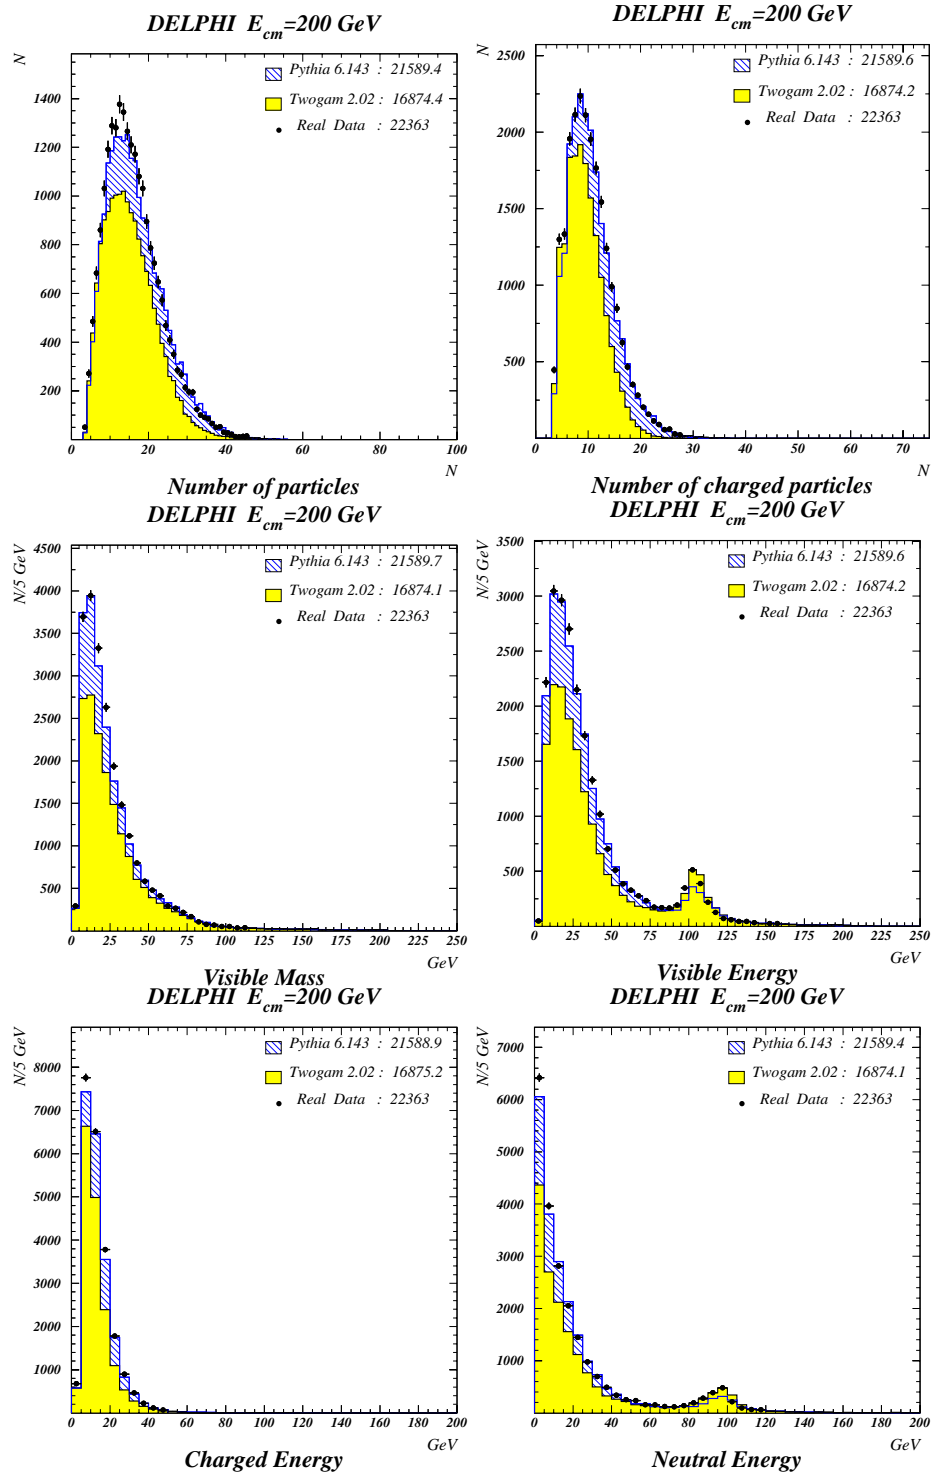 DELPHI E_cm=200 GeV
N
Pythia 6.143 : 21589.4
Twogam 2.02 : 16874.4
Real Data : 22363
1400
1200
1000
800
600
400
200
0 20 40 60 80 100
N
Number of particles
DELPHI E_cm=200 GeV
N
Pythia 6.143 : 21589.6
Twogam 2.02 : 16874.2
Real Data : 22363
2500
2250
2000
1750
1500
1250
1000
750
500
250
0 10 20 30 40 50 60 70
N
Number of charged particles
DELPHI E_cm=200 GeV
N/5 GeV
Pythia 6.143 : 21589.7
Twogam 2.02 : 16874.1
Real Data : 22363
4500
4000
3500
3000
2500
2000
1500
1000
500
0 25 50 75 100 125 150 175 200 225 250
GeV
Visible Mass
DELPHI E_cm=200 GeV
N/5 GeV
Pythia 6.143 : 21589.6
Twogam 2.02 : 16874.2
Real Data : 22363
3500
3000
2500
2000
1500
1000
500
0 25 50 75 100 125 150 175 200 225 250
GeV
Visible Energy
DELPHI E_cm=200 GeV
N/5 GeV
Pythia 6.143 : 21588.9
Twogam 2.02 : 16875.2
Real Data : 22363
8000
7000
6000
5000
4000
3000
2000
1000
0 20 40 60 80 100 120 140 160 180 200
GeV
Charged Energy
DELPHI E_cm=200 GeV
N/5 GeV
Pythia 6.143 : 21589.4
Twogam 2.02 : 16874.1
Real Data : 22363
7000
6000
5000
4000
3000
2000
1000
0 20 40 60 80 100 120 140 160 180 200
GeV
Neutral Energy